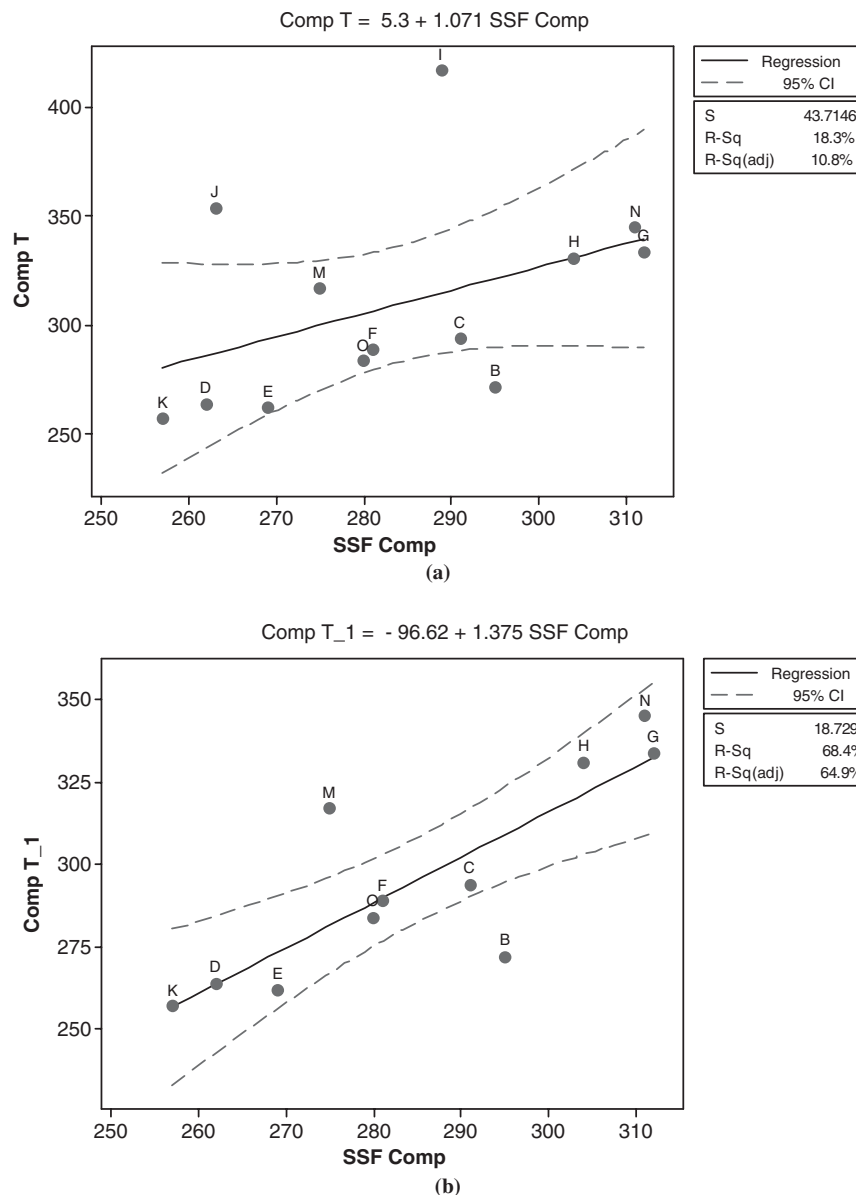 Comp T = 5.3 + 1.071 SSF Comp
I
400
J
350
N
G
H
M
Comp T
300
C
F
O
B
D
E
K
250
250 260 270 280 290 300 310
SSF Comp
(a)
Regression
95% CI
S 43.7146
R-Sq 18.3%
R-Sq(adj) 10.8%
Comp T_1 = - 96.62 + 1.375 SSF Comp
350
N
G
H
325
M
Comp T_1
300
C
F
O
B
275
D
E
K
250
250 260 270 280 290 300 310
SSF Comp
(b)
Regression
95% CI
S 18.729
R-Sq 68.4%
R-Sq(adj) 64.9%